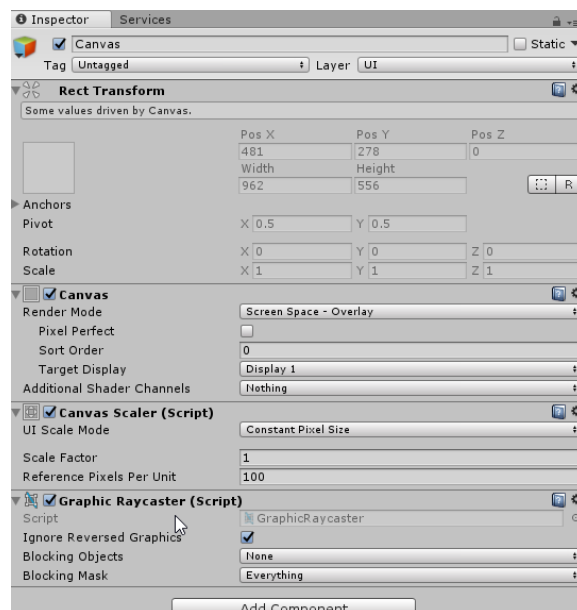 Inspector Services
Canvas Static
Tag Untagged Layer UI
Rect Transform
Some values driven by Canvas.
Pos X Pos Y Pos Z
481 278 0
Width Height
962 556
R
Anchors
Pivot X 0.5 Y 0.5
Rotation X 0 Y 0 Z 0
Scale X 1 Y 1 Z 1
Canvas
Render Mode Screen Space - Overlay
Pixel Perfect
Sort Order 0
Target Display Display 1
Additional Shader Channels Nothing
Canvas Scaler (Script)
UI Scale Mode Constant Pixel Size
Scale Factor 1
Reference Pixels Per Unit 100
Graphic Raycaster (Script)
Script GraphicRaycaster
Ignore Reversed Graphics
Blocking Objects None
Blocking Mask Everything
Add Component